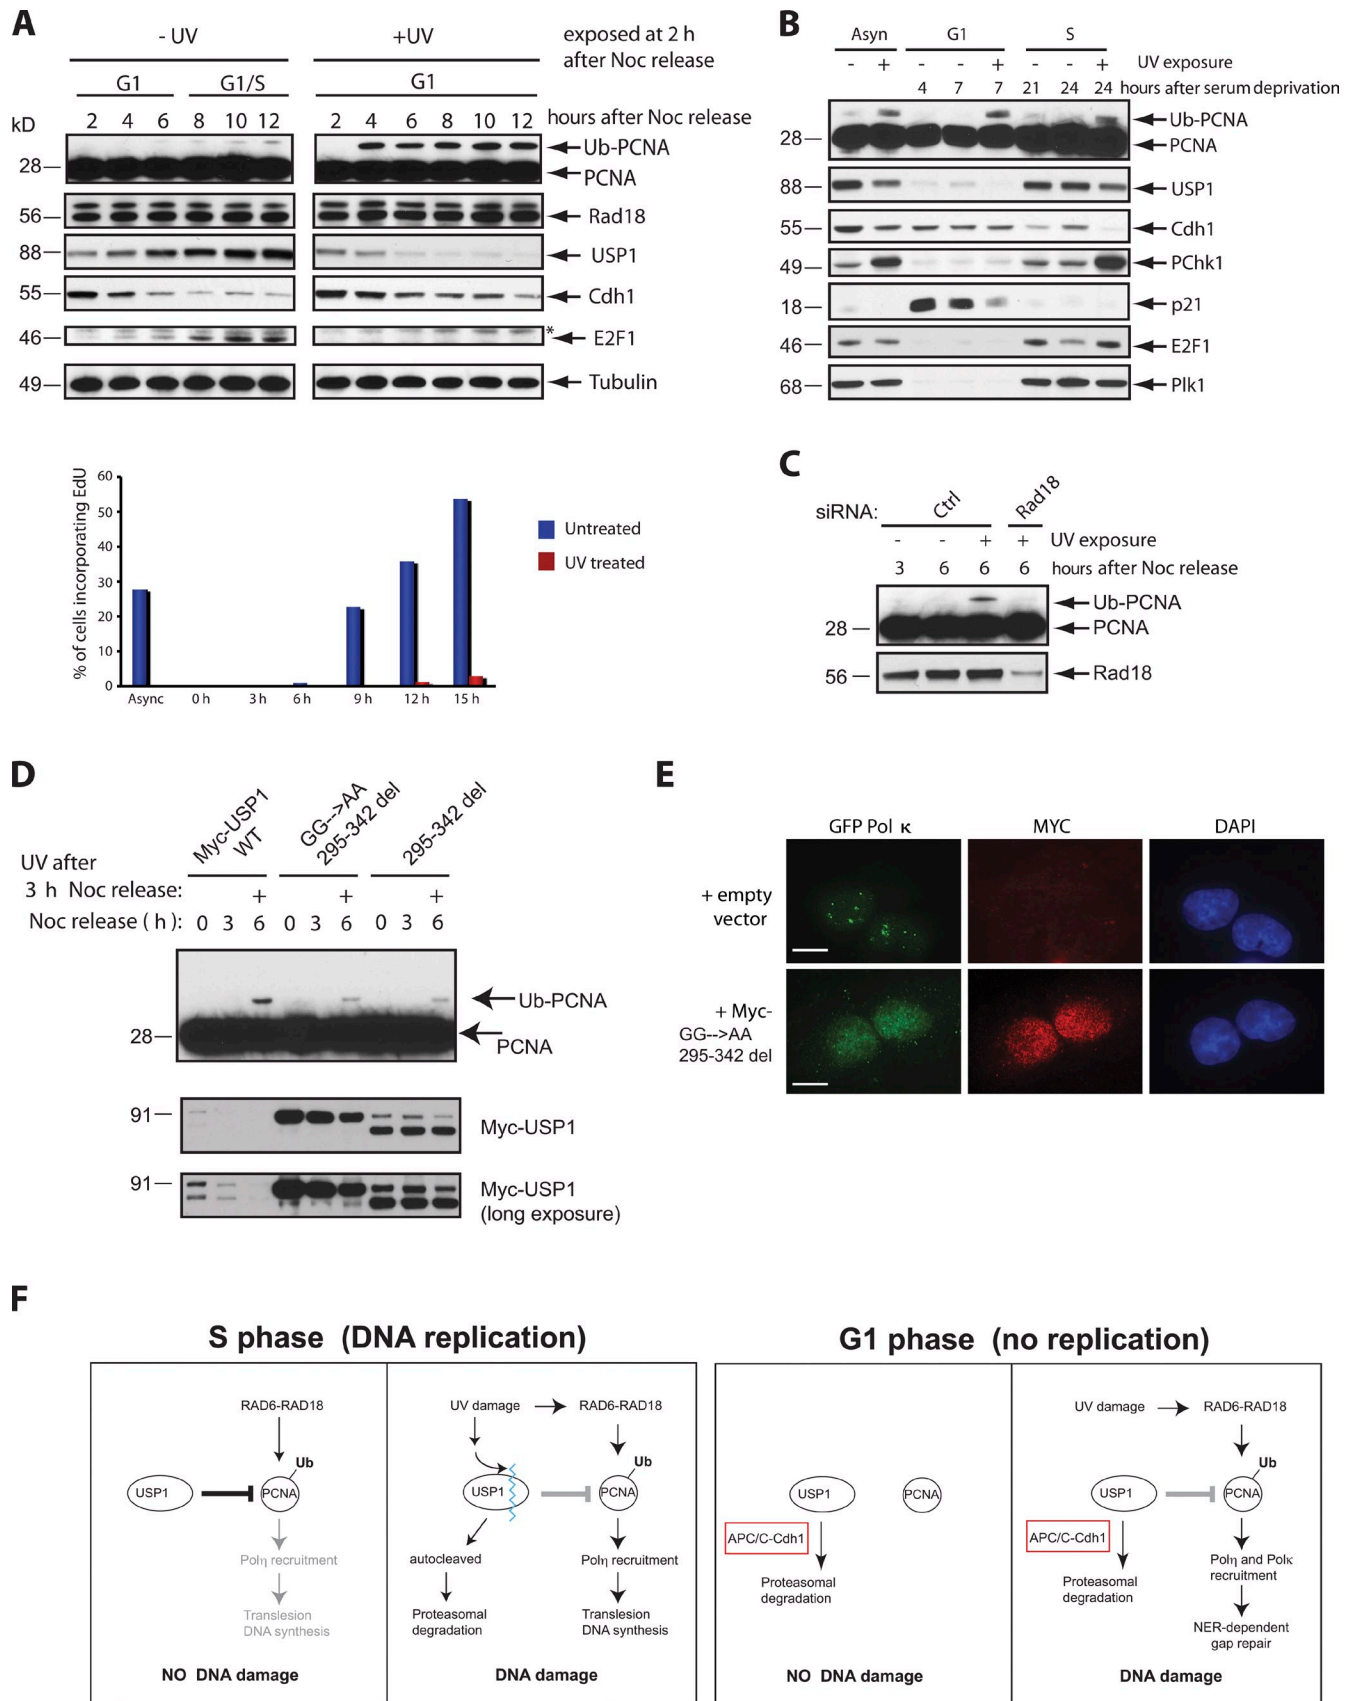 A
- UV
+UV
exposed at 2 h
after Noc release
G1
G1/S
G1
2 4 6 8 10 12
2 4 6 8 10 12
hours after Noc release
kD
28
Ub-PCNA
PCNA
56
Rad18
88
USP1
55
Cdh1
46
*
E2F1
49
Tubulin
% of cells incorporating EdU
60
50
40
30
20
10
0
Async 0 h 3 h 6 h 9 h 12 h 15 h
Untreated
UV treated
B
Asyn G1 S
- + - - + - - + UV exposure
4 7 7 21 24 24 hours after serum deprivation
28
Ub-PCNA
PCNA
88
USP1
55
Cdh1
49
PChk1
18
p21
46
E2F1
68
Plk1
C
siRNA: Ctrl Rad18
- - + + UV exposure
3 6 6 6 hours after Noc release
Ub-PCNA
28
PCNA
56
Rad18
D
Myc-USP1
WT
GG-->AA
295-342 del
295-342 del
UV after
3 h Noc release: + + +
Noc release ( h ): 0 3 6 0 3 6 0 3 6
Ub-PCNA
28
PCNA
91
Myc-USP1
91
Myc-USP1
(long exposure)
E
GFP Pol κ
MYC
DAPI
+ empty
vector
+ Myc-
GG-->AA
295-342 del
F
S phase (DNA replication)
RAD6-RAD18
Ub
USP1
PCNA
Polη recruitment
Translesion
DNA synthesis
NO DNA damage
UV damage
RAD6-RAD18
Ub
USP1
PCNA
autocleaved
Polη recruitment
Proteasomal
degradation
Translesion
DNA synthesis
DNA damage
G1 phase (no replication)
USP1
PCNA
APC/C-Cdh1
Proteasomal
degradation
NO DNA damage
UV damage
RAD6-RAD18
Ub
USP1
PCNA
APC/C-Cdh1
Proteasomal
degradation
Polη and Polκ
recruitment
NER-dependent
gap repair
DNA damage